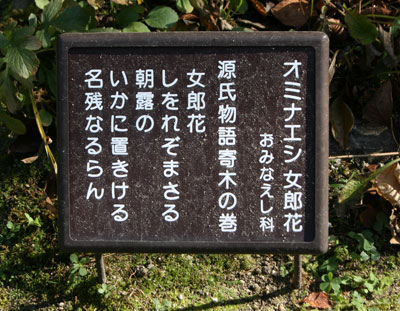 オミナエシ 女郎花
おみなえし科
源氏物語寄木の巻
女郎花
しをれぞまさる
朝露の
いかに置きける
名残なるらん